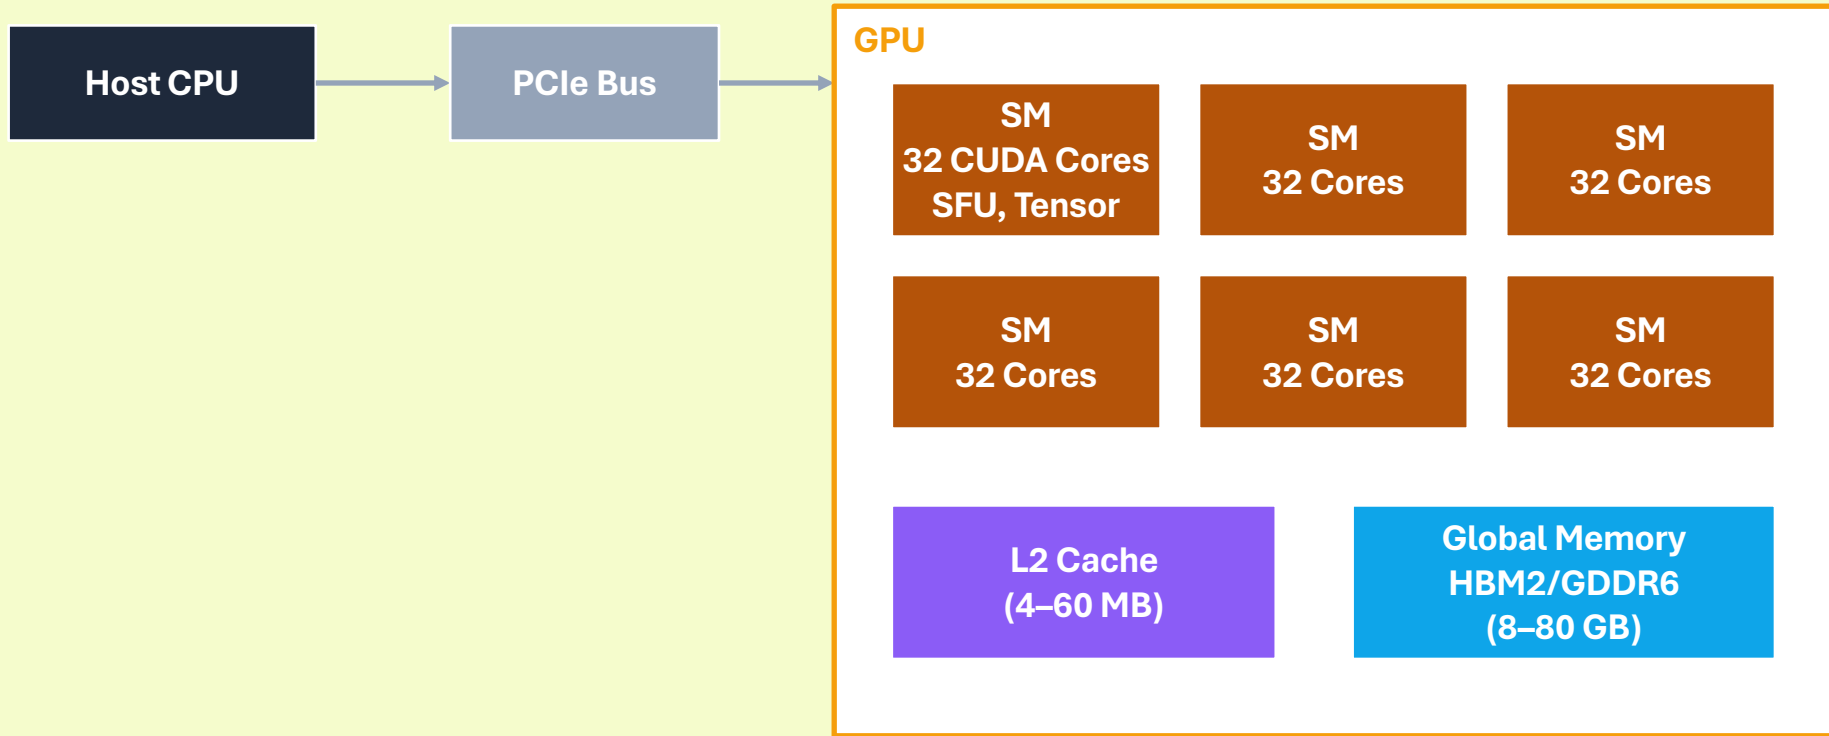 Host CPU
PCIe Bus
GPU
SM
32 CUDA Cores
SFU, Tensor
SM
32 Cores
SM
32 Cores
SM
32 Cores
SM
32 Cores
SM
32 Cores
L2 Cache
(4–60 MB)
Global Memory
HBM2/GDDR6
(8–80 GB)